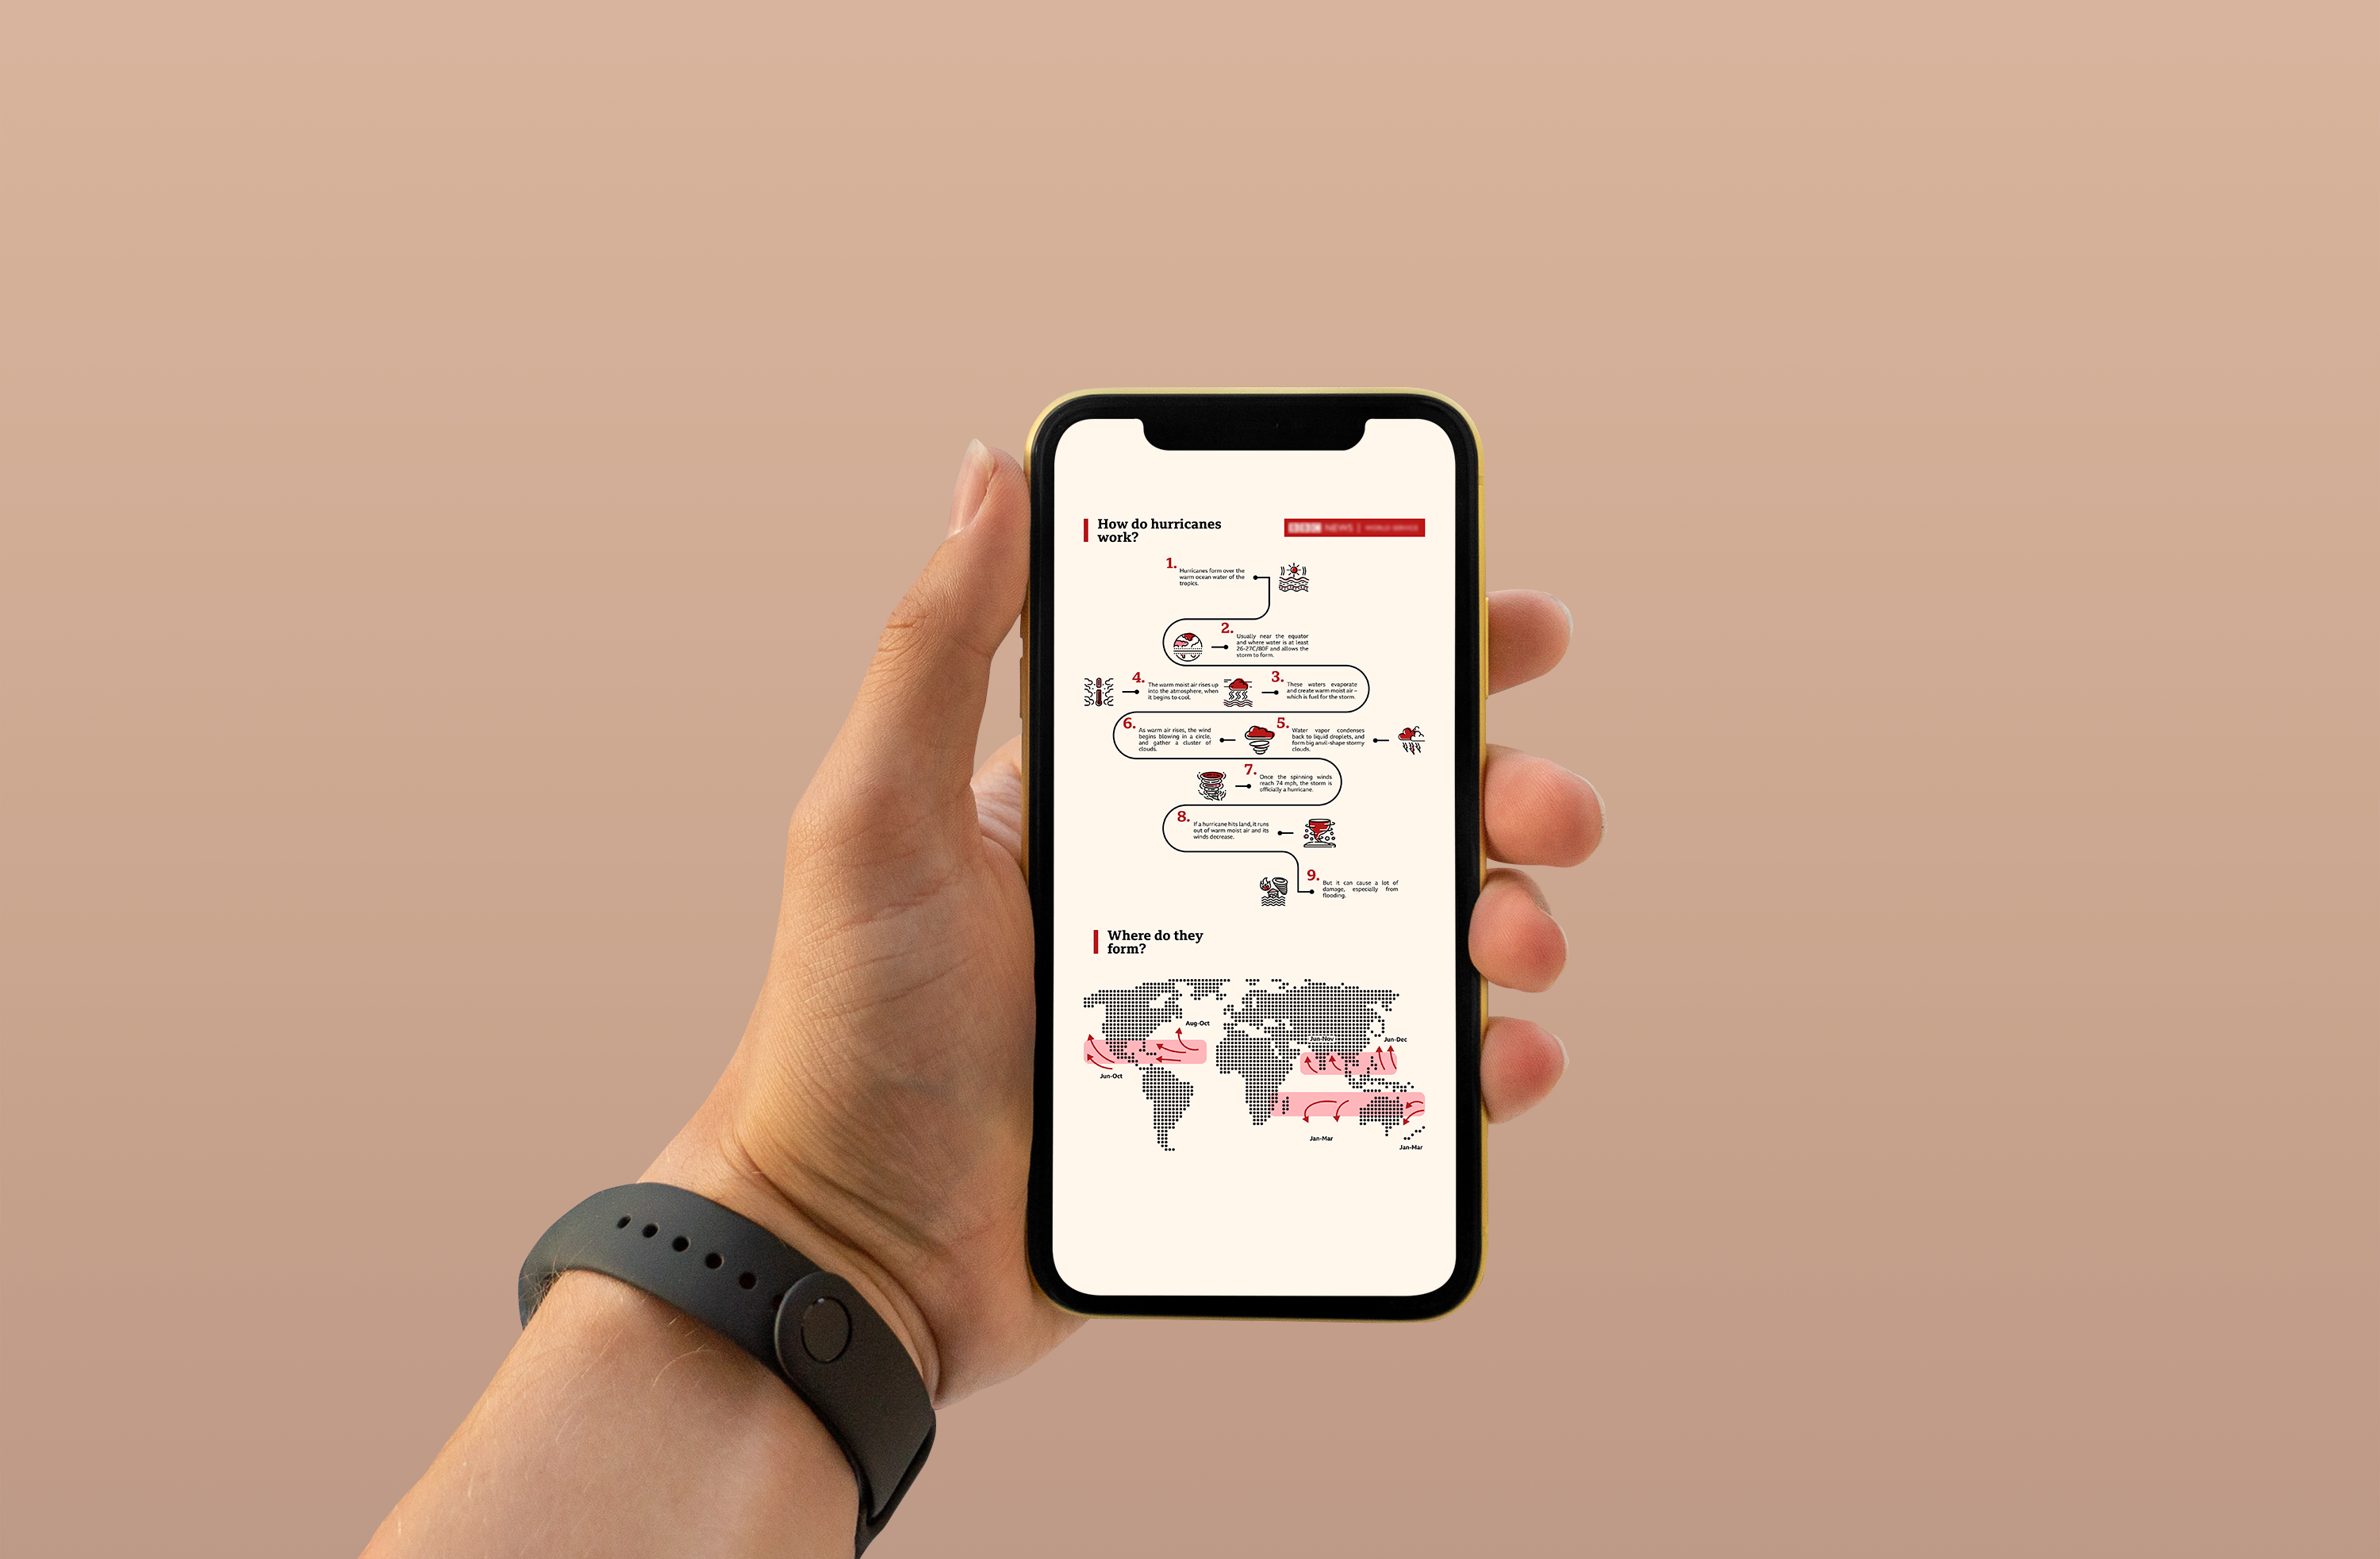 How do hurricanes
work?
BBC NEWS | WORLD SERVICE
1.
Hurricanes form over the
warm ocean water of the
tropics.
2.
Usually near the equator
and where water is at least
26-27C/80F and allows the
storm to form.
3.
These waters evaporate
and create warm moist air –
which is fuel for the storm.
4.
The warm moist air rises up
into the atmosphere, when
it begins to cool.
5.
Water vapor condenses
back to liquid droplets, and
form big anvil-shape stormy
clouds.
6.
As warm air rises, the wind
begins blowing in a circle,
and gather a cluster of
clouds.
7.
Once the spinning winds
reach 74 mph, the storm is
officially a hurricane.
8.
If a hurricane hits land, it runs
out of warm moist air and its
winds decrease.
9.
But it can cause a lot of
damage, especially from
flooding.
Where do they
form?
Aug-Oct
Jun-Nov
Jun-Dec
Jun-Oct
Jan-Mar
Jan-Mar